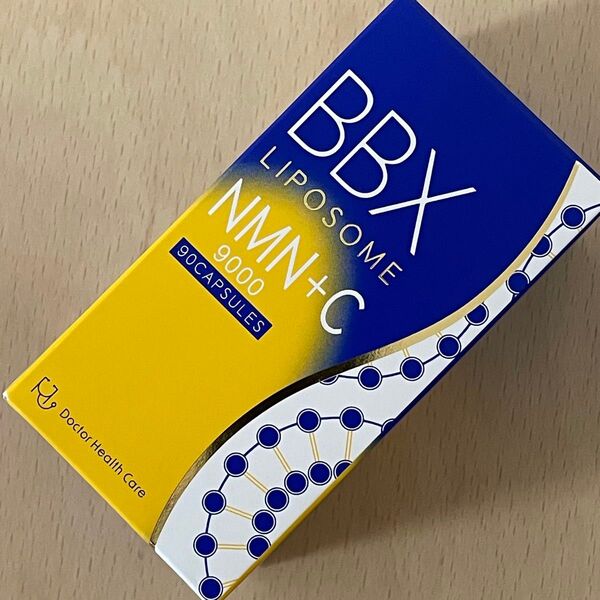 BBX
LIPOSOME
NMN+C
9000
90CAPSULES
Doctor Health Care